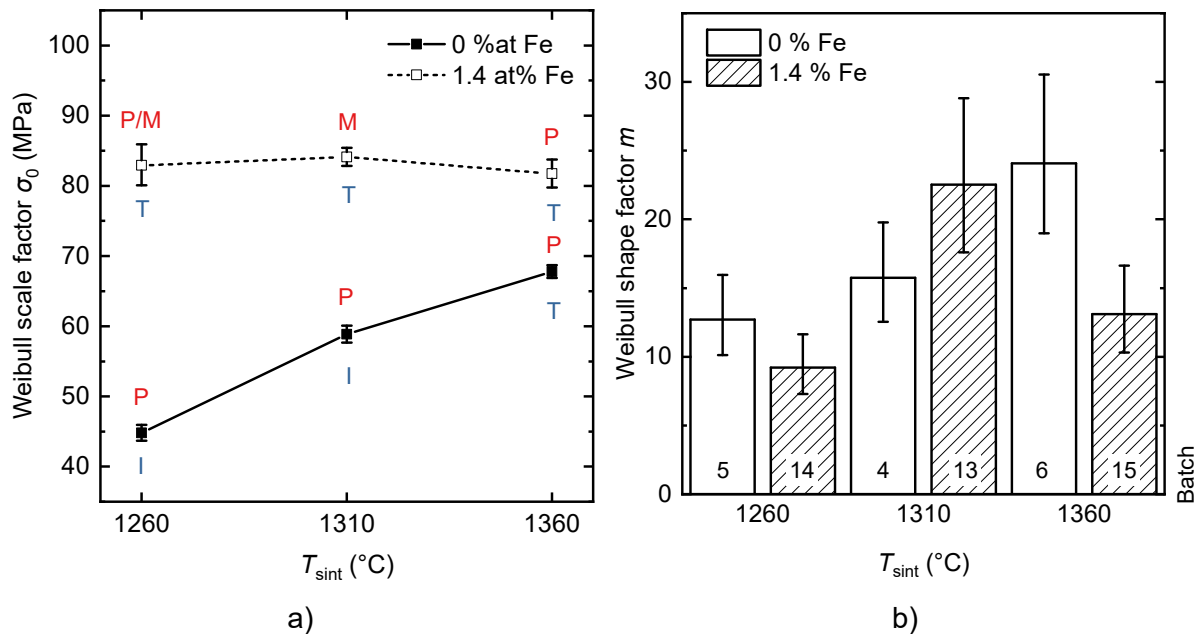 100
90
80
70
60
50
40
Weibull scale factor σ0 (MPa)
0 %at Fe
1.4 at% Fe
P/M
M
P
T
T
T
P
P
P
I
I
T
1260
1310
1360
Tsint (°C)
a)
30
20
10
0
Weibull shape factor m
0 % Fe
1.4 % Fe
5
14
4
13
6
15
Batch
1260
1310
1360
Tsint (°C)
b)